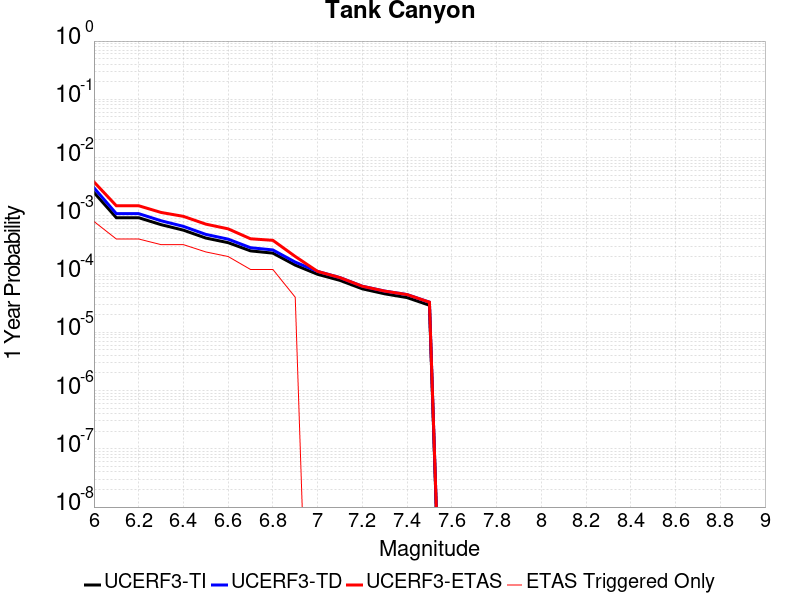 Tank Canyon
10^0
10^-1
10^-2
10^-3
10^-4
10^-5
10^-6
10^-7
10^-8
1 Year Probability
6 6.2 6.4 6.6 6.8 7 7.2 7.4 7.6 7.8 8 8.2 8.4 8.6 8.8 9
Magnitude
UCERF3-TI UCERF3-TD UCERF3-ETAS ETAS Triggered Only